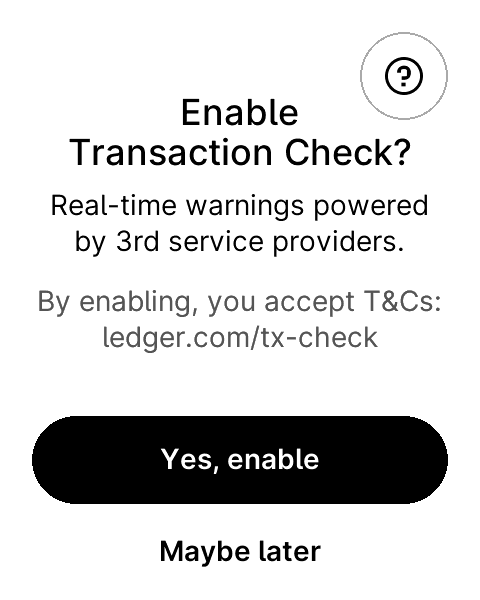 ?
Enable
Transaction Check?
Real-time warnings powered
by 3rd service providers.
By enabling, you accept T&Cs:
ledger.com/tx-check
Yes, enable
Maybe later